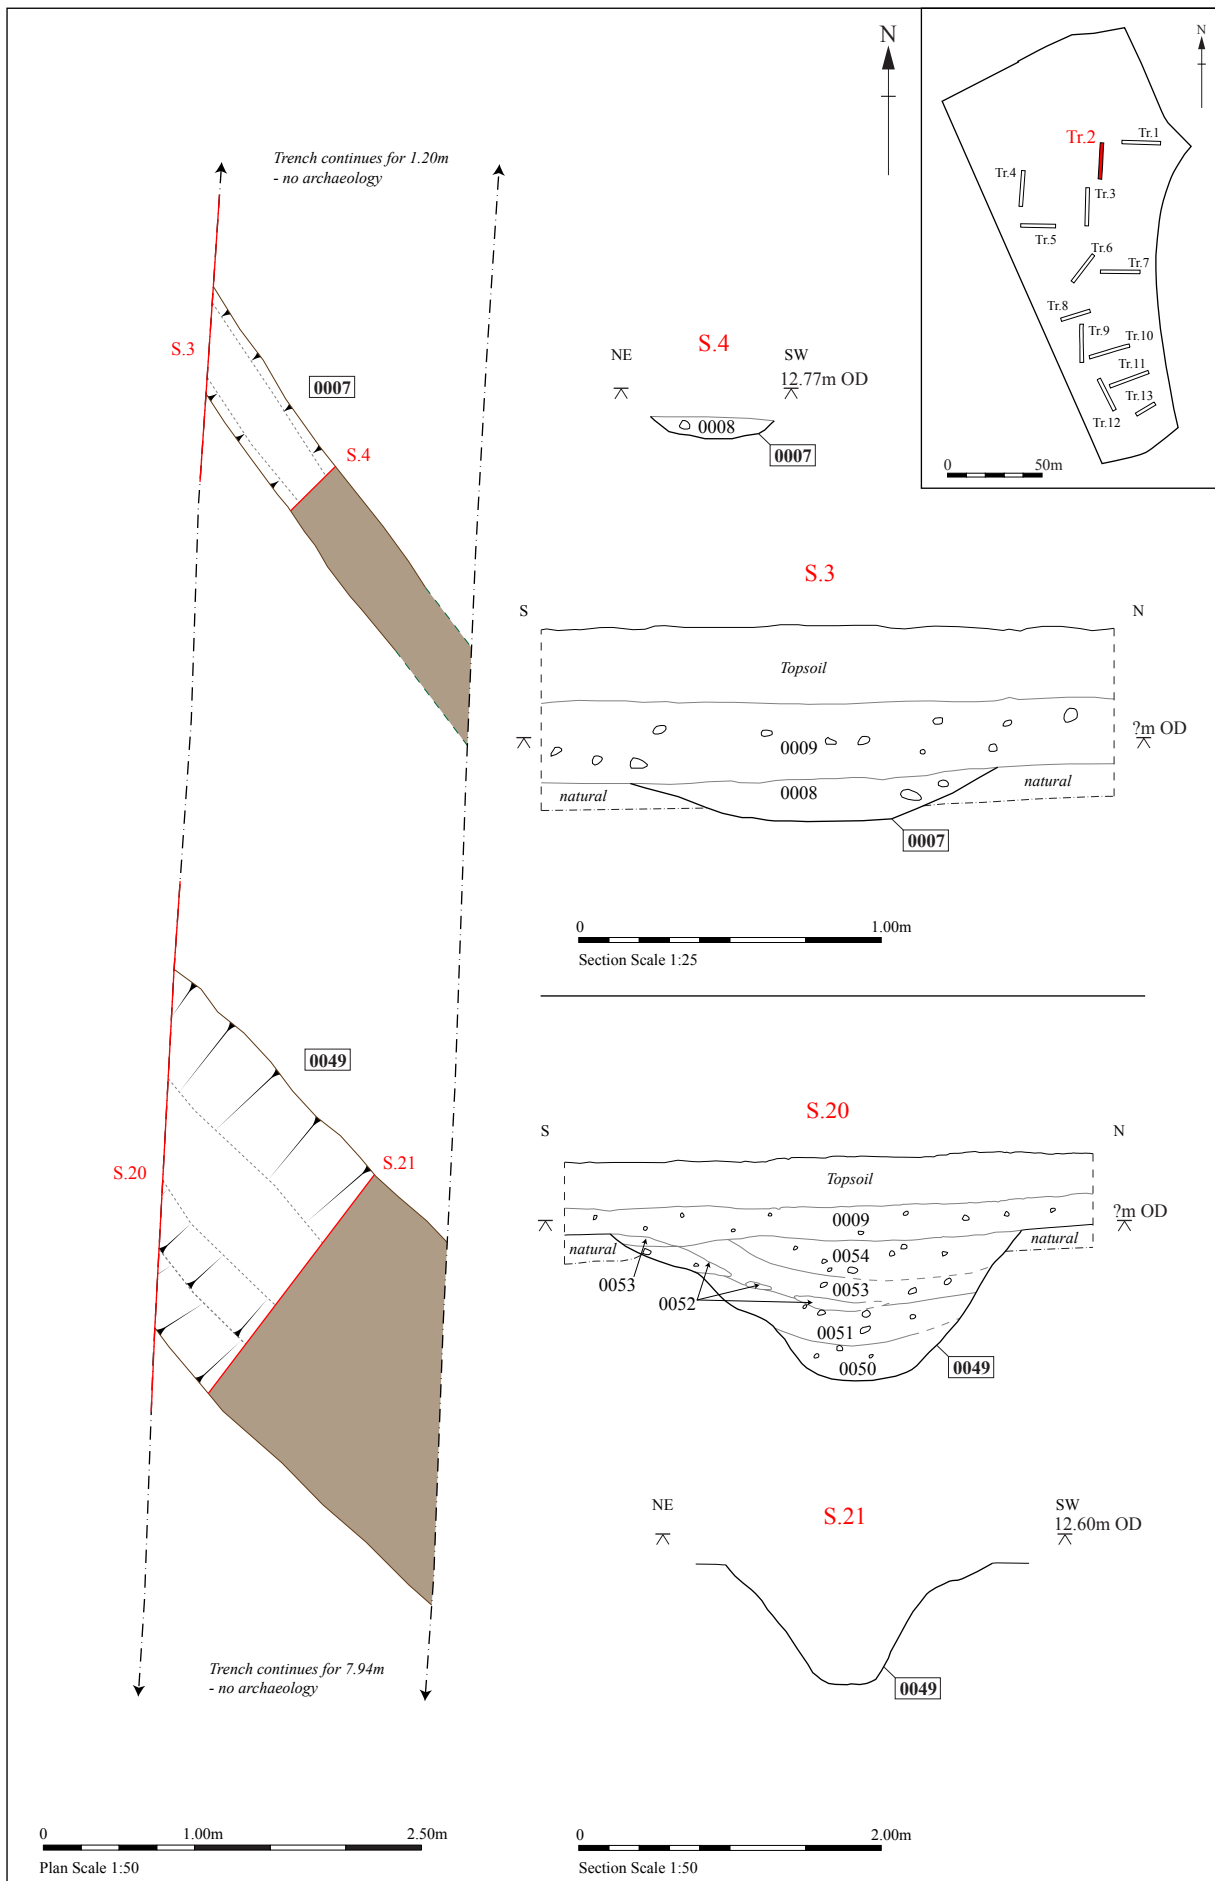 N
Trench continues for 1.20m
- no archaeology
S.3
0007
S.4
0049
S.20
S.21
Trench continues for 7.94m
- no archaeology
0 1.00m 2.50m
Plan Scale 1:50
N
Tr.1
Tr.2
Tr.4
Tr.3
Tr.5
Tr.6
Tr.7
Tr.8
Tr.9
Tr.10
Tr.11
Tr.13
Tr.12
0 50m
S.4
NE SW
12.77m OD
0008
0007
S.3
S N
Topsoil
0009
?m OD
natural 0008 natural
0007
0 1.00m
Section Scale 1:25
S.20
S N
Topsoil
0009
?m OD
natural 0054 natural
0053 0053
0052
0051
0050
0049
NE S.21 SW
12.60m OD
0049
0 2.00m
Section Scale 1:50